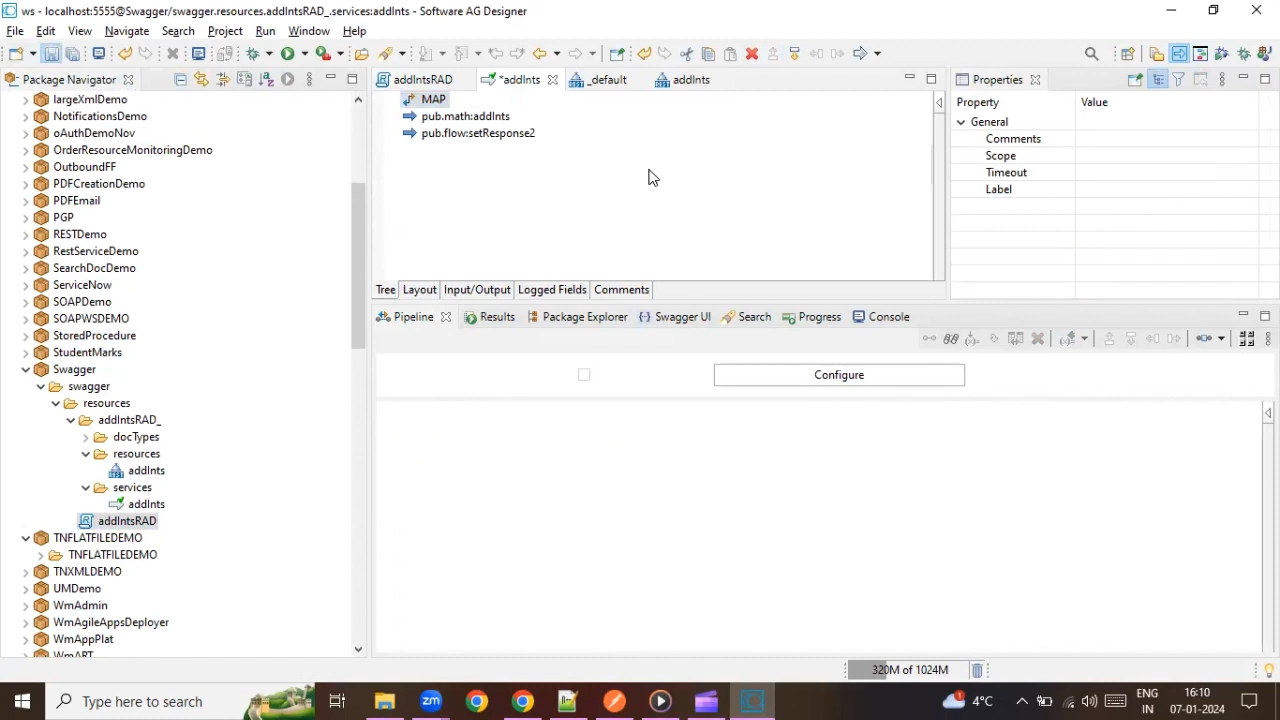 ws - localhost:5555@Swagger/swagger.resources.addIntsRAD_.services:addInts - Software AG Designer
File Edit View Navigate Search Project Run Window Help
Package Navigator
largeXmlDemo
NotificationsDemo
oAuthDemoNov
OrderResourceMonitoringDemo
OutboundFF
PDFCreationDemo
PDFEmail
PGP
RESTDemo
RestServiceDemo
SearchDocDemo
ServiceNow
SOAPDemo
SOAPWSDEMO
StoredProcedure
StudentMarks
Swagger
swagger
resources
addIntsRAD_
docTypes
resources
addInts
services
addInts
addIntsRAD
TNFLATFILEDEMO
TNFLATFILEDEMO
TNXMLDEMO
UMDemo
WmAdmin
WmAgileAppsDeployer
WmAppPlat
WmART
addIntsRAD *addInts _default addInts
MAP
pub.math:addInts
pub.flow:setResponse2
Tree Layout Input/Output Logged Fields Comments
Properties
Property Value
General
Comments
Scope
Timeout
Label
Pipeline Results Package Explorer Swagger UI Search Progress Console
Configure
320M of 1024M
Type here to search
4°C
ENG
IN
16:10
07-01-2024